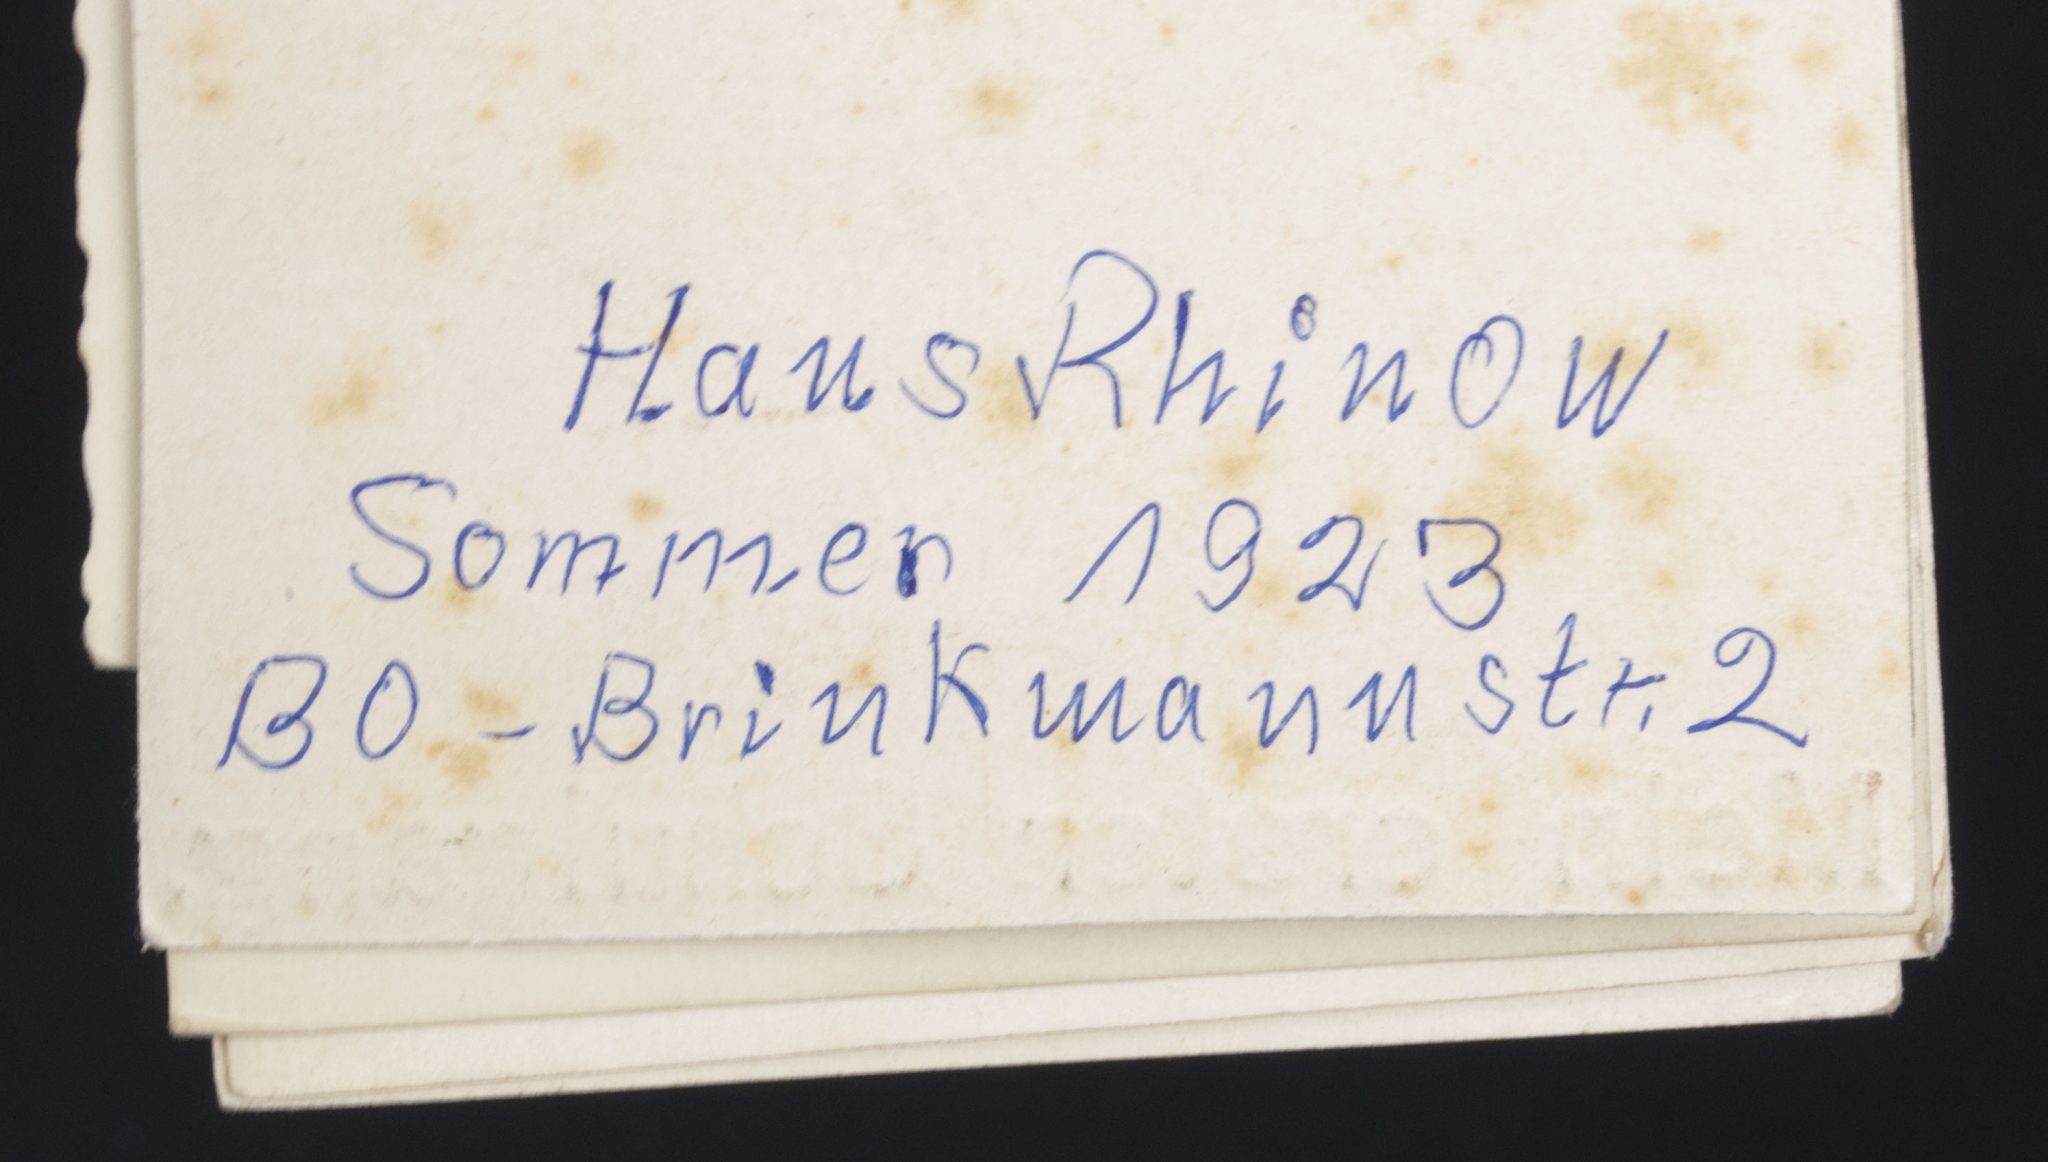 Haus Rhinow
Sommer 1923
BO - Brinkmannstr. 2